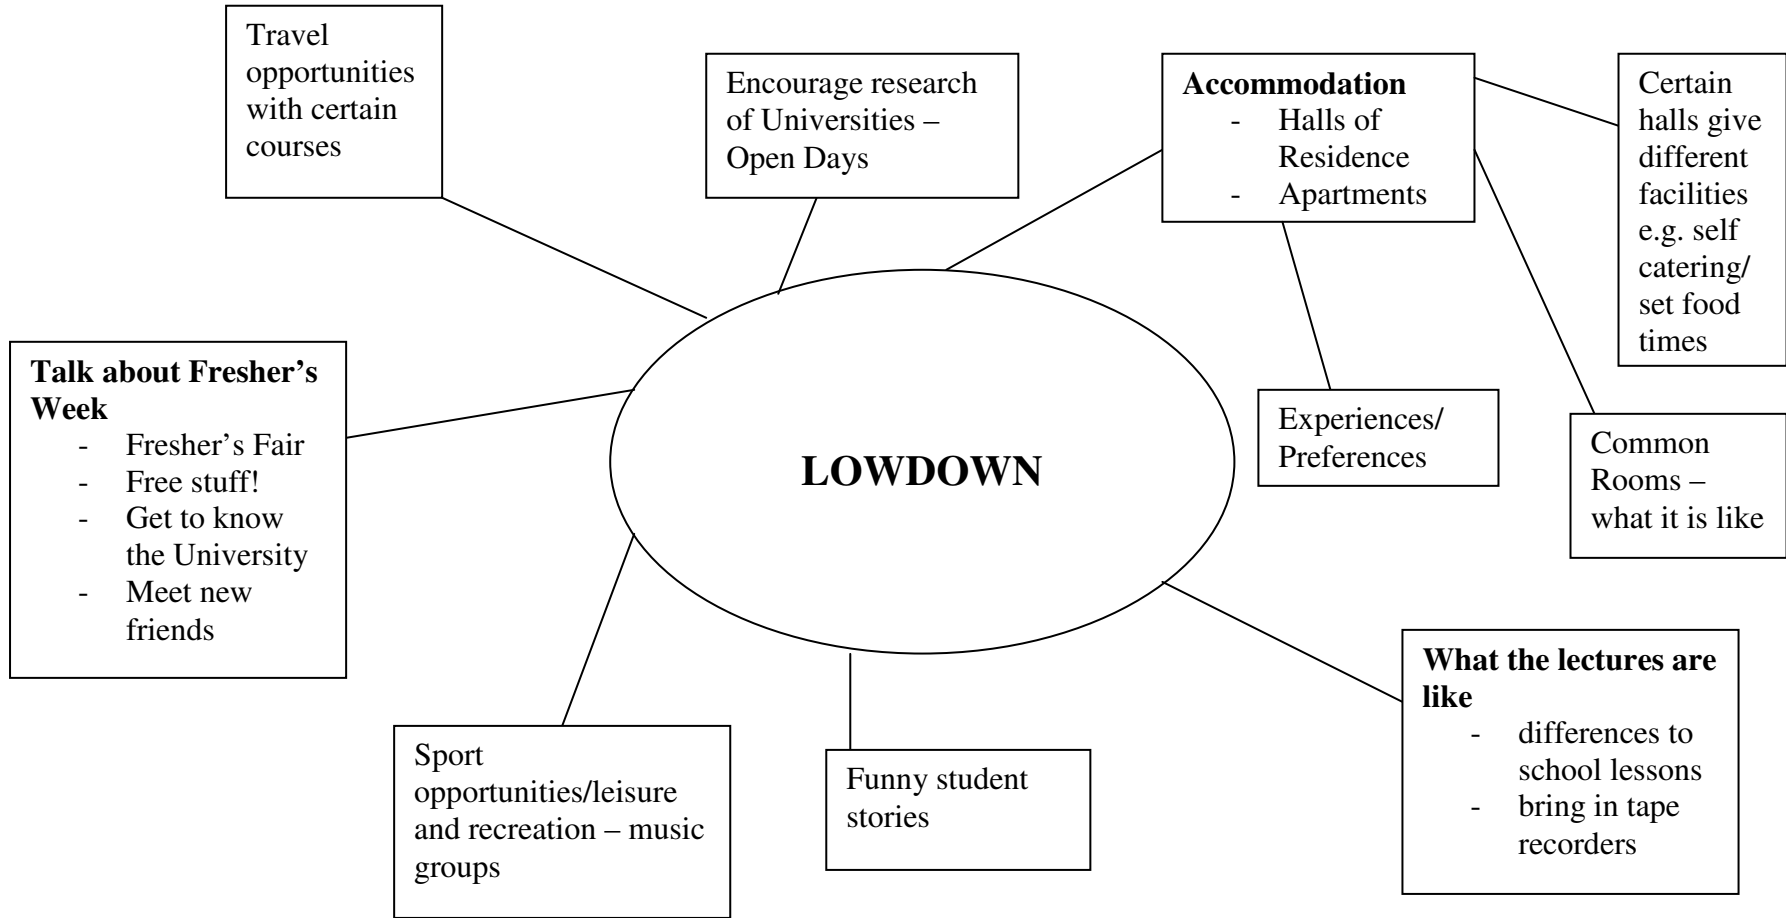 Travel
opportunities
with certain
courses
Encourage research
of Universities –
Open Days
Accommodation
- Halls of
Residence
- Apartments
Certain
halls give
different
facilities
e.g. self
catering/
set food
times
Talk about Fresher’s
Week
- Fresher’s Fair
- Free stuff!
- Get to know
the University
- Meet new
friends
LOWDOWN
Experiences/
Preferences
Common
Rooms –
what it is like
Sport
opportunities/leisure
and recreation – music
groups
Funny student
stories
What the lectures are
like
- differences to
school lessons
- bring in tape
recorders